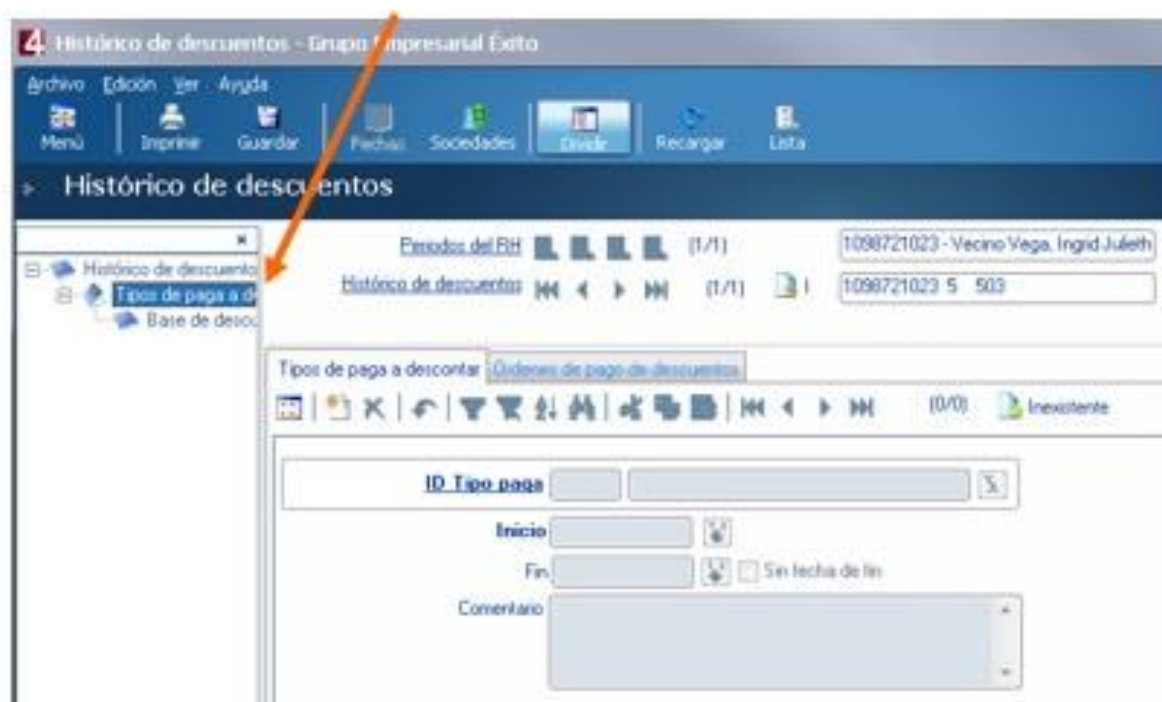 4 Histórico de descuentos - Grupo Empresarial Éxito
Archivo Edición Ver Ayuda
Menú Imprimir Guardar Fechas Sociedades Dividir Recargar Lista
Histórico de descuentos
Periodos del RH (1/1) 1098721023 - Vecino Vega, Ingrid Julieth
Histórico de descuento
Histórico de descuentos (1/1) I 1098721023 5 503
Tipos de paga a de
Base de descu
Tipos de paga a descontar Ordenes de pago de descuentos
(0/0) Inexistente
ID Tipo paga
Inicio
Fin Sin fecha de fin
Comentario